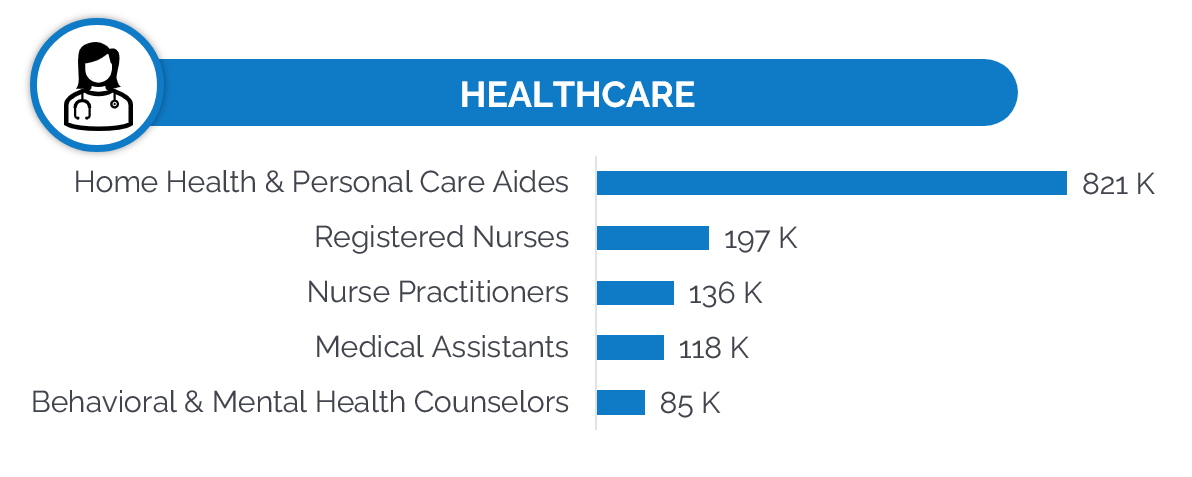 HEALTHCARE
Home Health & Personal Care Aides 821 K
Registered Nurses 197 K
Nurse Practitioners 136 K
Medical Assistants 118 K
Behavioral & Mental Health Counselors 85 K